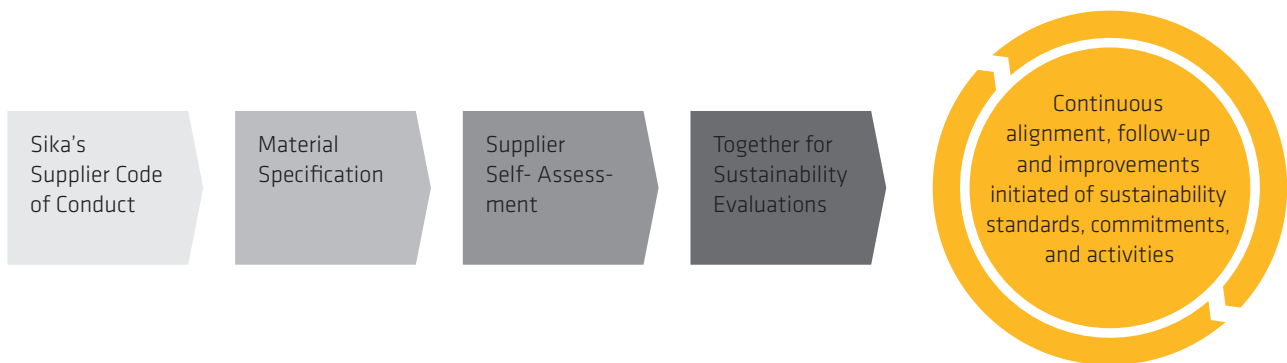 Sika’s
Supplier Code
of Conduct
Material
Specification
Supplier
Self- Assess-
ment
Together for
Sustainability
Evaluations
Continuous
alignment, follow-up
and improvements
initiated of sustainability
standards, commitments,
and activities